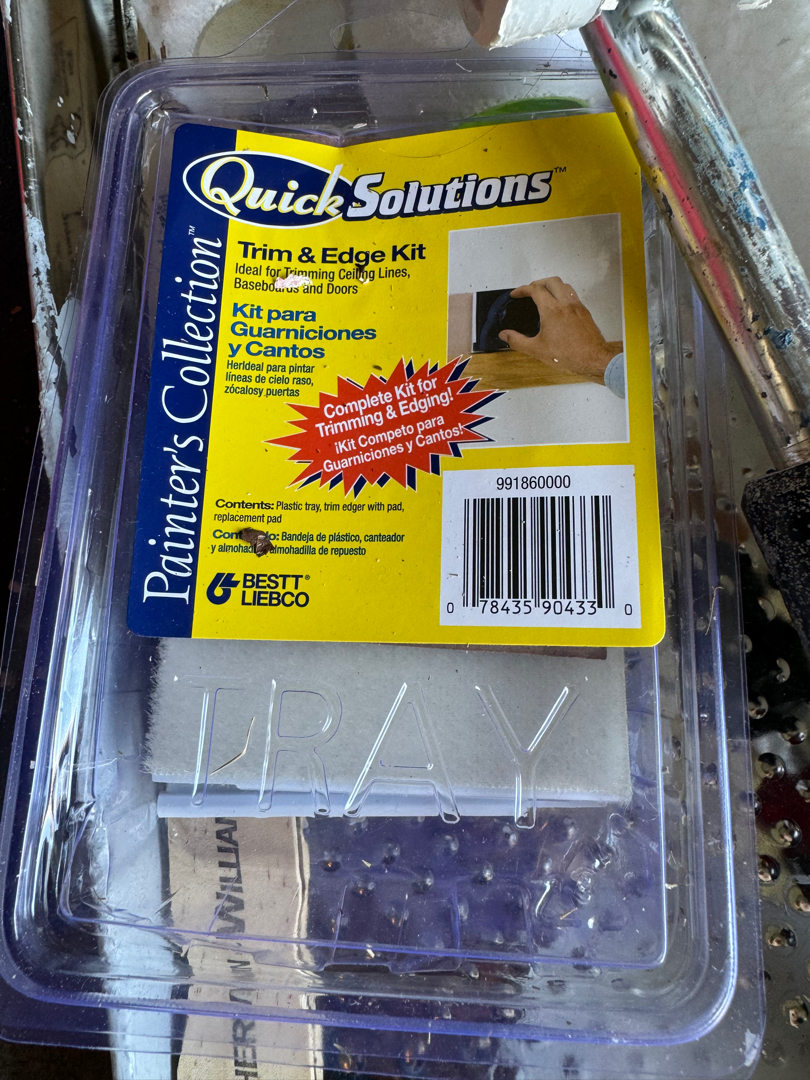 Quick Solutions™
Painter's Collection™
Trim & Edge Kit
Ideal for Trimming Ceiling Lines,
Baseboards and Doors
Kit para
Guarniciones
y Cantos
HerIdeal para pintar
líneas de cielo raso,
zócalosy puertas
Complete Kit for
Trimming & Edging!
¡Kit Competo para
Guarniciones y Cantos!
991860000
Contents: Plastic tray, trim edger with pad,
replacement pad
Bandeja de plástico, canteador
y almohadilla de repuesto
BESTT®
LIEBCO
0 78435 90433 0
TRAY